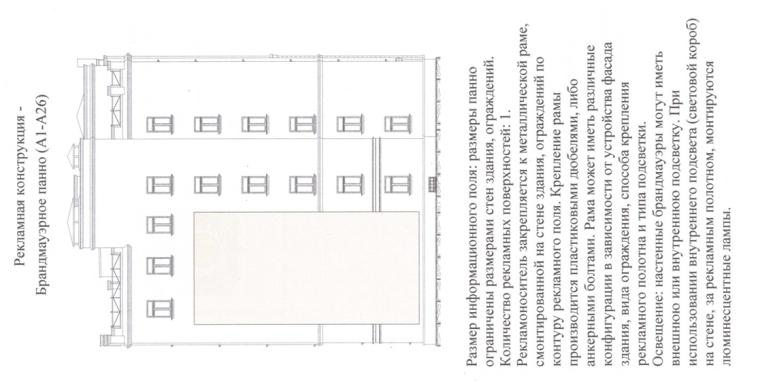 Рекламная конструкция -
Брандмауэрное панно (А1-А26)
Размер информационного поля: размеры панно
ограничены размерами стен здания, ограждений.
Количество рекламных поверхностей: 1.
Рекламоноситель закрепляется к металлической раме,
смонтированной на стене здания, ограждений по
контуру рекламного поля. Крепление рамы
производится пластиковыми дюбелями, либо
анкерными болтами. Рама может иметь различные
конфигурации в зависимости от устройства фасада
здания, вида ограждения, способа крепления
рекламного полотна и типа подсветки.
Освещение: настенные брандмауэры могут иметь
внешнюю или внутреннюю подсветку. При
использовании внутреннего подсвета (световой короб)
на стене, за рекламным полотном, монтируются
люминесцентные лампы.